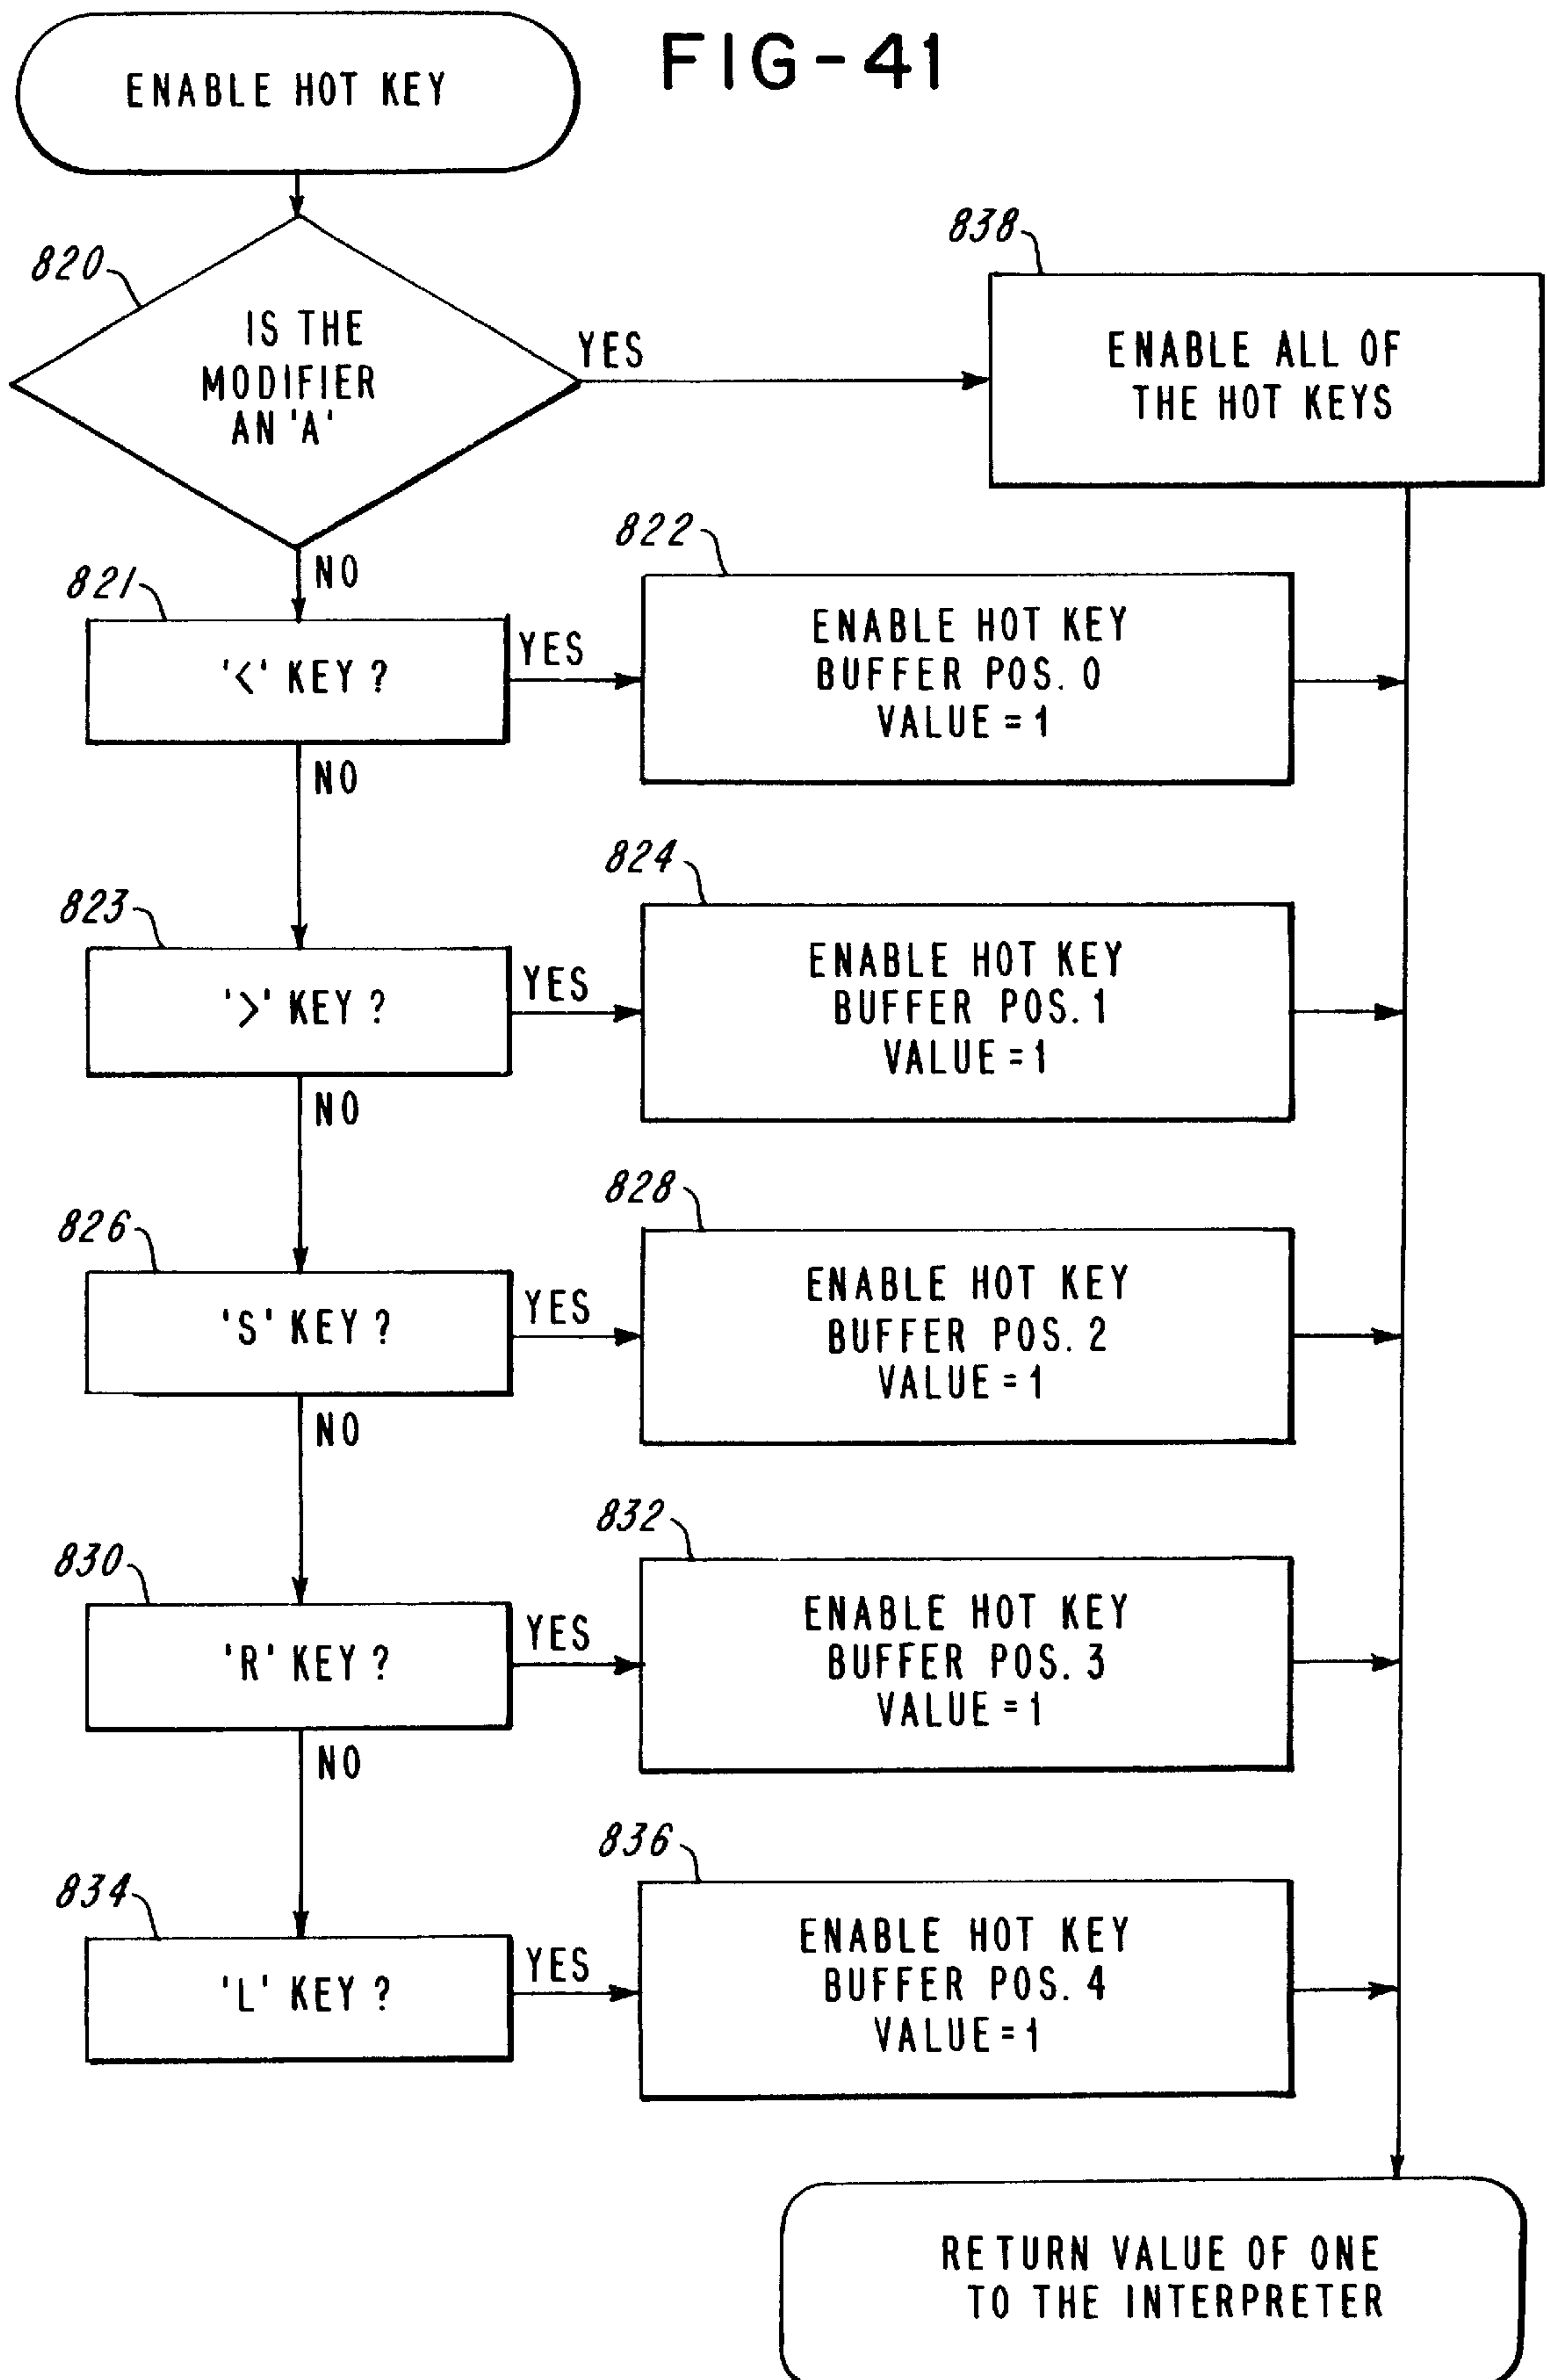 FIG-41
ENABLE HOT KEY
820
IS THE
MODIFIER
AN 'A'
YES
838
ENABLE ALL OF
THE HOT KEYS
NO
821
'<' KEY ?
YES
822
ENABLE HOT KEY
BUFFER POS. 0
VALUE = 1
NO
823
'>' KEY ?
YES
824
ENABLE HOT KEY
BUFFER POS. 1
VALUE = 1
NO
826
'S' KEY ?
YES
828
ENABLE HOT KEY
BUFFER POS. 2
VALUE = 1
NO
830
'R' KEY ?
YES
832
ENABLE HOT KEY
BUFFER POS. 3
VALUE = 1
NO
834
'L' KEY ?
YES
836
ENABLE HOT KEY
BUFFER POS. 4
VALUE = 1
RETURN VALUE OF ONE
TO THE INTERPRETER